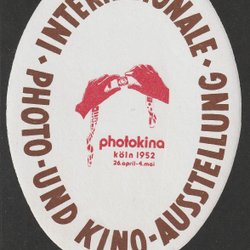 · INTERNATIONALE ·
PHOTO- UND KINO-AUSSTELLUNG
photokina
köln 1952
26.april-4.mai